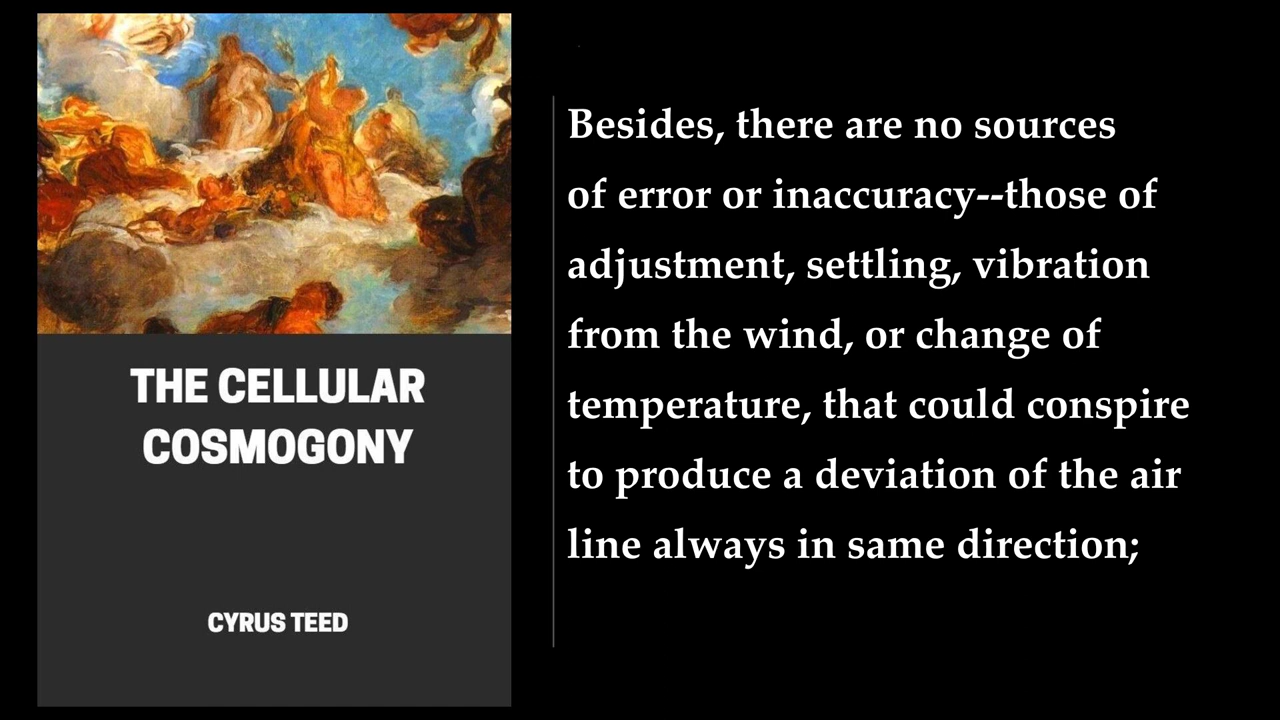 THE CELLULAR
COSMOGONY
CYRUS TEED
Besides, there are no sources
of error or inaccuracy--those of
adjustment, settling, vibration
from the wind, or change of
temperature, that could conspire
to produce a deviation of the air
line always in same direction;